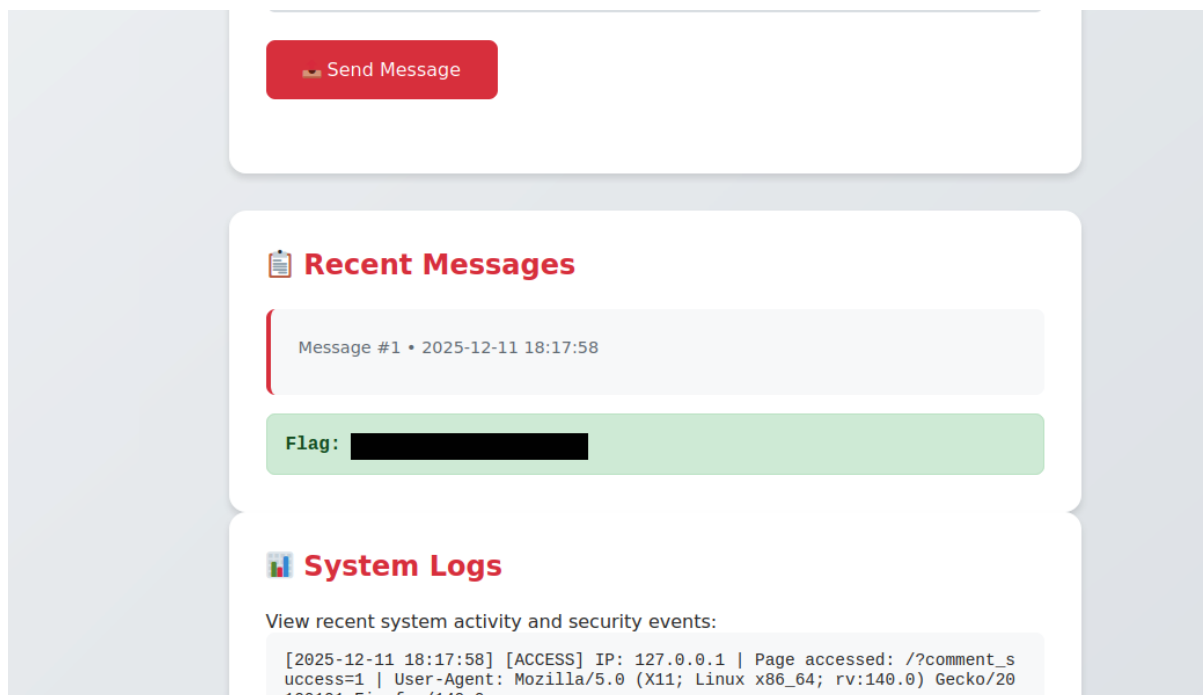 Send Message
Recent Messages
Message #1 • 2025-12-11 18:17:58
Flag:
System Logs
View recent system activity and security events:
[2025-12-11 18:17:58] [ACCESS] IP: 127.0.0.1 | Page accessed: /?comment_s
uccess=1 | User-Agent: Mozilla/5.0 (X11; Linux x86_64; rv:140.0) Gecko/20